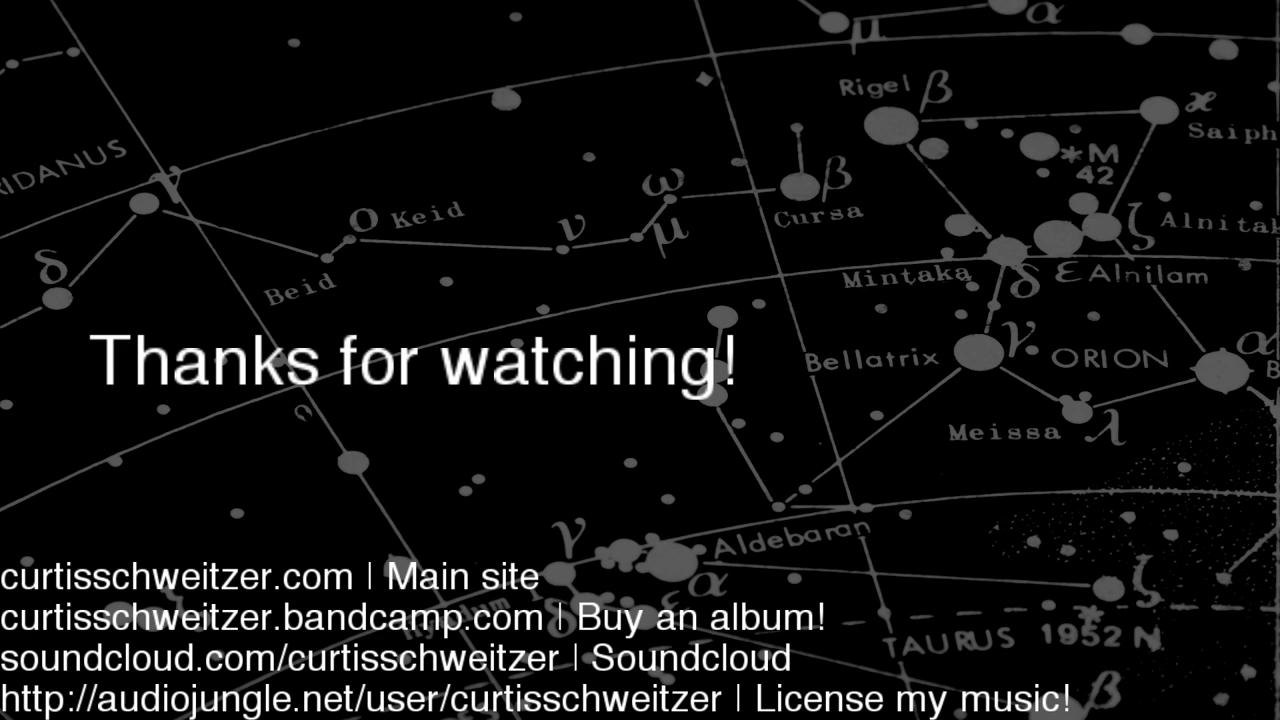 μ α
Rigel β
ϰ
Saiph
*M
42
ω β
Cursa
γ
ο Keid
ν
μ
ζ Alnitak
δ
Beid
Mintaka δ ε Alnilam
γ
α
Bellatrix
ORION
Thanks for watching!
Meissa λ
γ
Aldebaran
α
ε
ζ
curtisschweitzer.com | Main site
curtisschweitzer.bandcamp.com | Buy an album!
δ
TAURUS 1952 N
soundcloud.com/curtisschweitzer | Soundcloud
http://audiojungle.net/user/curtisschweitzer | License my music!
β